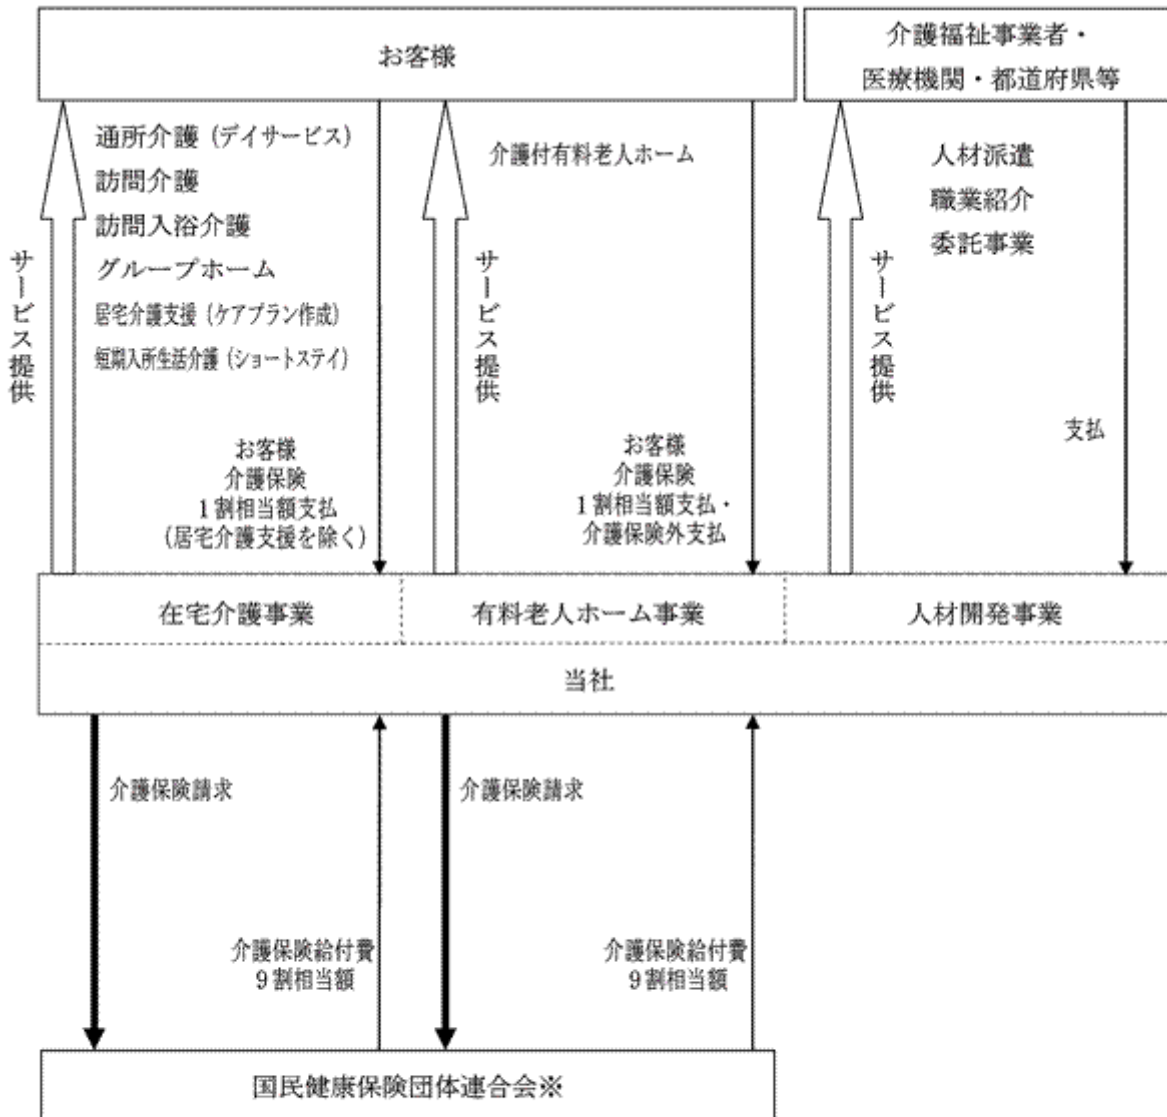 お客様
介護福祉事業者・
医療機関・都道府県等
サービス提供
通所介護（デイサービス）
訪問介護
訪問入浴介護
グループホーム
居宅介護支援（ケアプラン作成）
短期入所生活介護（ショートステイ）
お客様
介護保険
１割相当額支払
（居宅介護支援を除く）
サービス提供
介護付有料老人ホーム
お客様
介護保険
１割相当額支払・
介護保険外支払
サービス提供
人材派遣
職業紹介
委託事業
支払
在宅介護事業
有料老人ホーム事業
人材開発事業
当社
介護保険請求
介護保険給付費
９割相当額
介護保険請求
介護保険給付費
９割相当額
国民健康保険団体連合会※